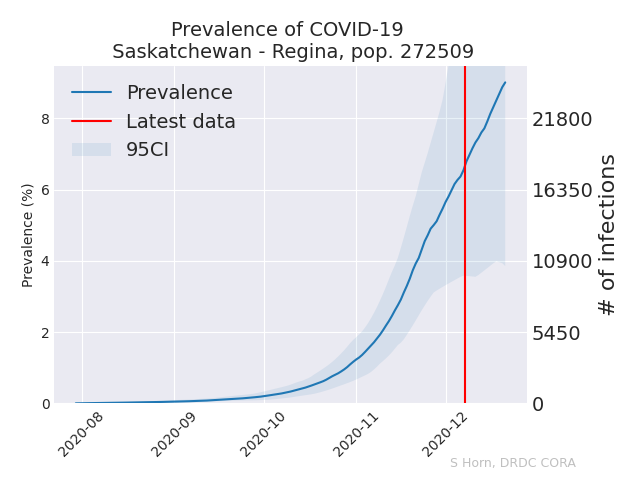 Prevalence of COVID-19
Saskatchewan - Regina, pop. 272509
Prevalence
Latest data
95CI
Prevalence (%)
8
6
4
2
0
21800
16350
10900
5450
0
# of infections
2020-08
2020-09
2020-10
2020-11
2020-12
S Horn, DRDC CORA